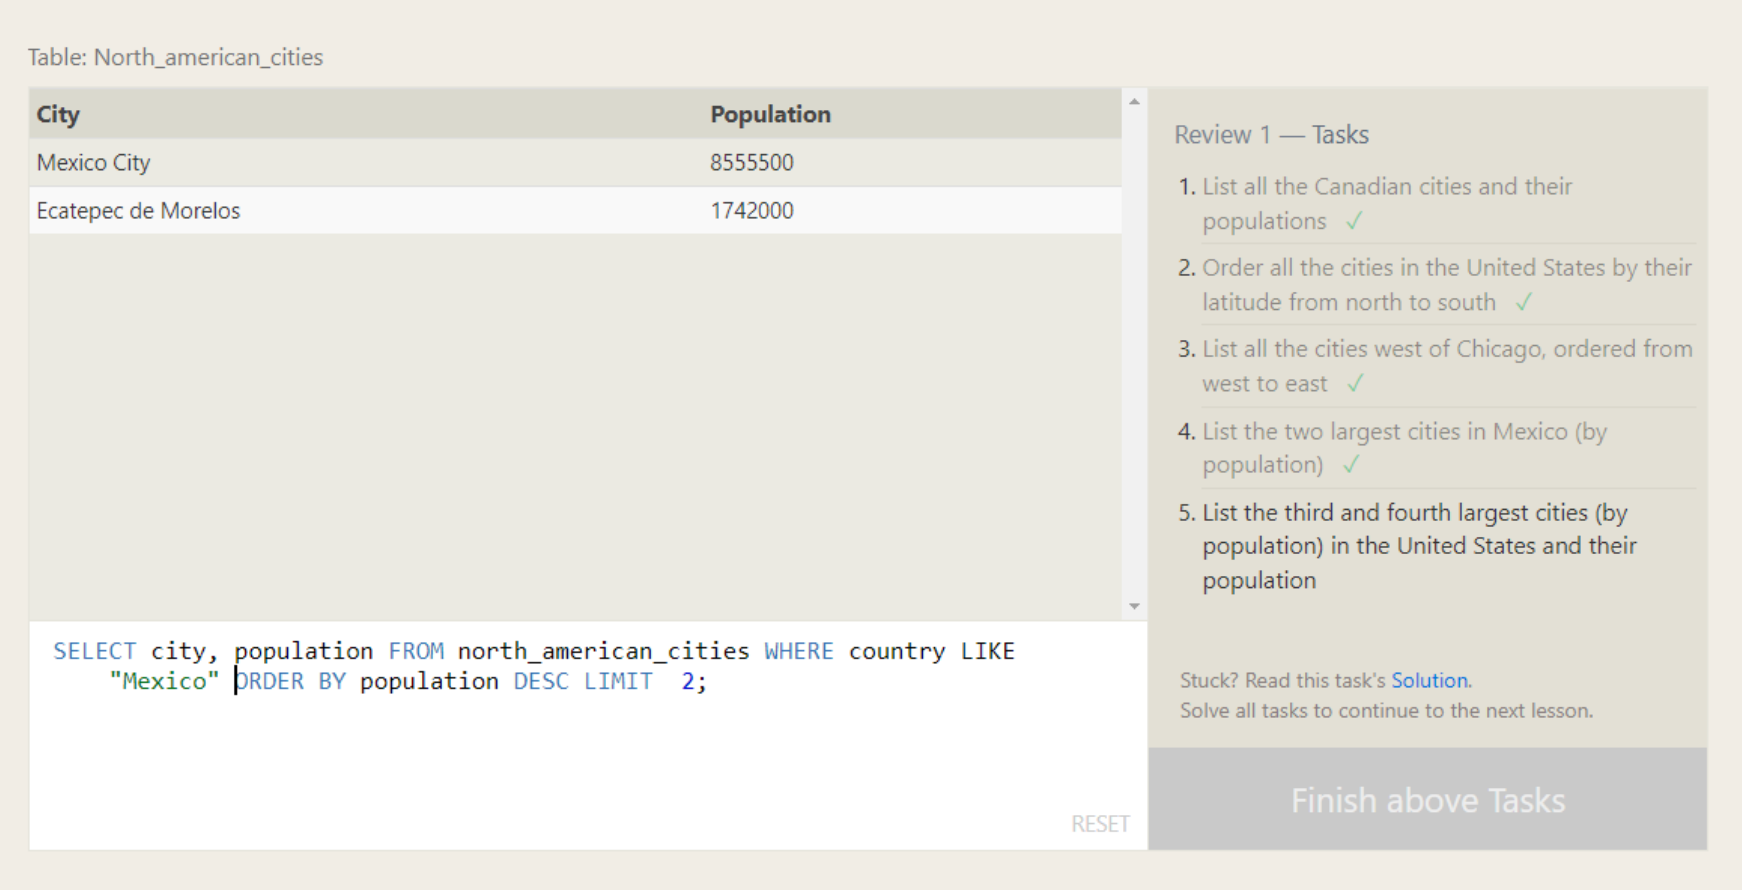 Table: North_american_cities
City Population
Mexico City 8555500
Ecatepec de Morelos 1742000
SELECT city, population FROM north_american_cities WHERE country LIKE
"Mexico" ORDER BY population DESC LIMIT  2;
RESET
Review 1 — Tasks
1. List all the Canadian cities and their
populations ✓
2. Order all the cities in the United States by their
latitude from north to south ✓
3. List all the cities west of Chicago, ordered from
west to east ✓
4. List the two largest cities in Mexico (by
population) ✓
5. List the third and fourth largest cities (by
population) in the United States and their
population
Stuck? Read this task's Solution.
Solve all tasks to continue to the next lesson.
Finish above Tasks